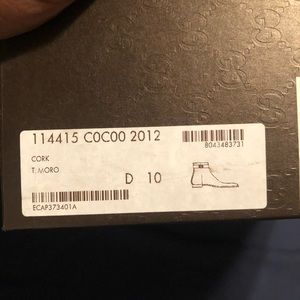 114415 C0C00 2012
8043483731
CORK
T. MORO
D 10
ECAP373401A